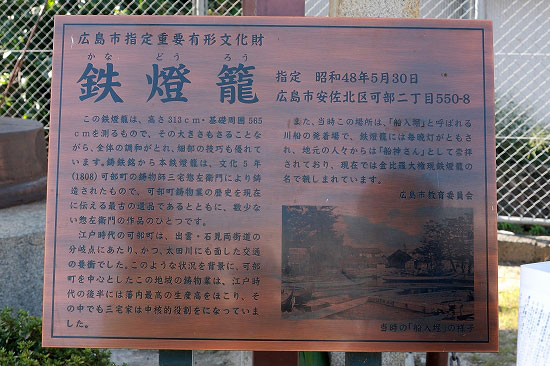 広島市指定重要有形文化財
かな どう ろう
鉄燈籠
指定 昭和48年5月30日
広島市安佐北区可部二丁目550-8
この鉄燈籠は、高さ313cm・基礎周囲565
cmを測るもので、その大きさもさることな
がら、全体の調和がとれ、細部の技巧も優れて
います。鋳鉄銘から本鉄燈籠は、文化5年
(1808)可部町の鋳物師三宅惣左衛門により鋳
造されたもので、可部町鋳物業の歴史を現在
に伝える最古の遺品であるとともに、数少な
い惣左衛門の作品のひとつです。
江戸時代の可部町は、出雲・石見両街道の
分岐点にあたり、かつ、太田川にも面した交通
の要衝でした。このような状況を背景に、可部
町を中心としたこの地域の鋳物業は、江戸時
代の後半には藩内最高の生産高をほこり、そ
の中でも三宅家は中核的役割をになっていま
した。
また、当時この場所は、「船入堀」と呼ばれる
川船の発着場で、鉄燈籠には毎晩灯がともさ
れ、地元の人々からは「船神さん」として崇拝
されており、現在では金比羅大権現鉄燈籠の
名で親しまれています。
広島市教育委員会
当時の「船入堀」の様子